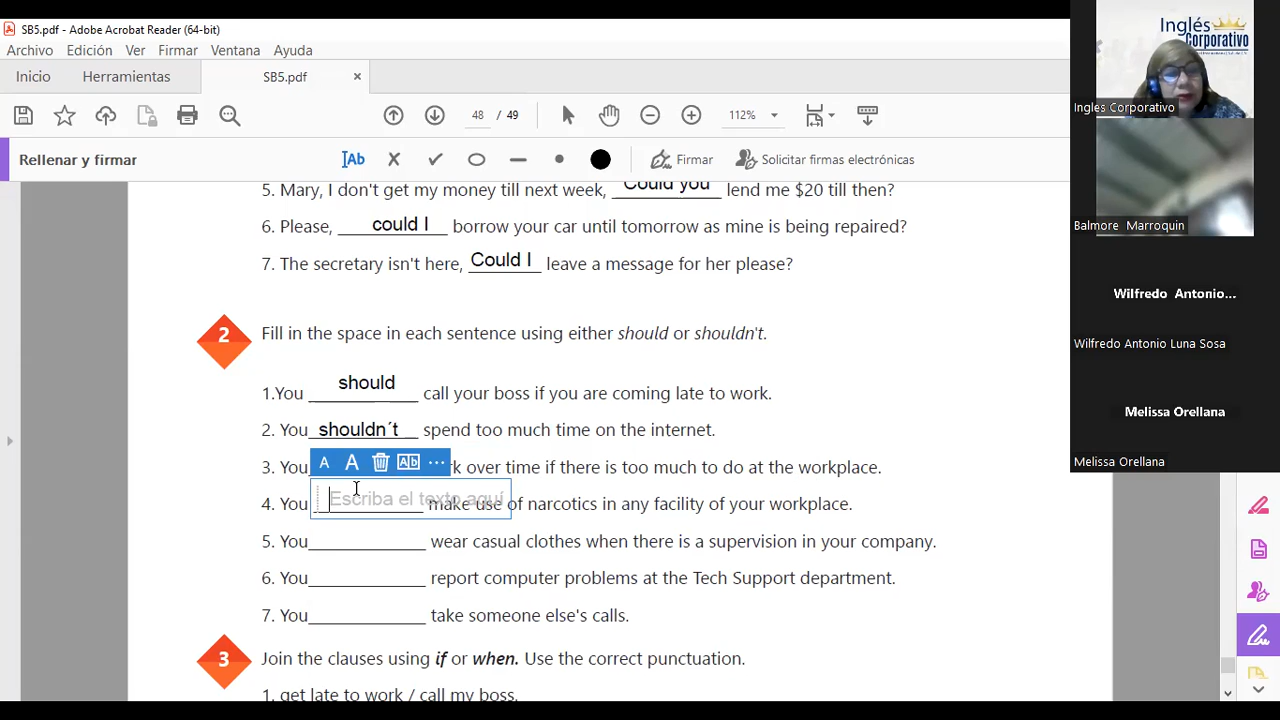 SB5.pdf - Adobe Acrobat Reader (64-bit)
Archivo Edición Ver Firmar Ventana Ayuda
Inicio Herramientas SB5.pdf ×
48 / 49 112%
Rellenar y firmar Ab Firmar Solicitar firmas electrónicas
5. Mary, I don't get my money till next week, Could you lend me $20 till then?
6. Please, could I borrow your car until tomorrow as mine is being repaired?
7. The secretary isn't here, Could I leave a message for her please?
2 Fill in the space in each sentence using either should or shouldn't.
1.You should call your boss if you are coming late to work.
2. You shouldn´t spend too much time on the internet.
A A Ab ...
3. You over time if there is too much to do at the workplace.
4. You Escriba el texto aquí make use of narcotics in any facility of your workplace.
5. You____________ wear casual clothes when there is a supervision in your company.
6. You____________ report computer problems at the Tech Support department.
7. You____________ take someone else's calls.
3 Join the clauses using if or when. Use the correct punctuation.
1. get late to work / call my boss.
Inglés
Corporativo
Ingles Corporativo
Balmore Marroquin
Wilfredo Antonio...
Wilfredo Antonio Luna Sosa
Melissa Orellana
Melissa Orellana